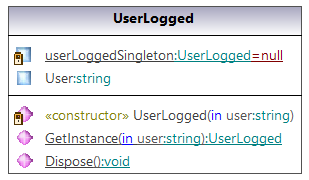 UserLogged
userLoggedSingleton:UserLogged=null
User:string
«constructor» UserLogged(in user:string)
GetInstance(in user:string):UserLogged
Dispose():void